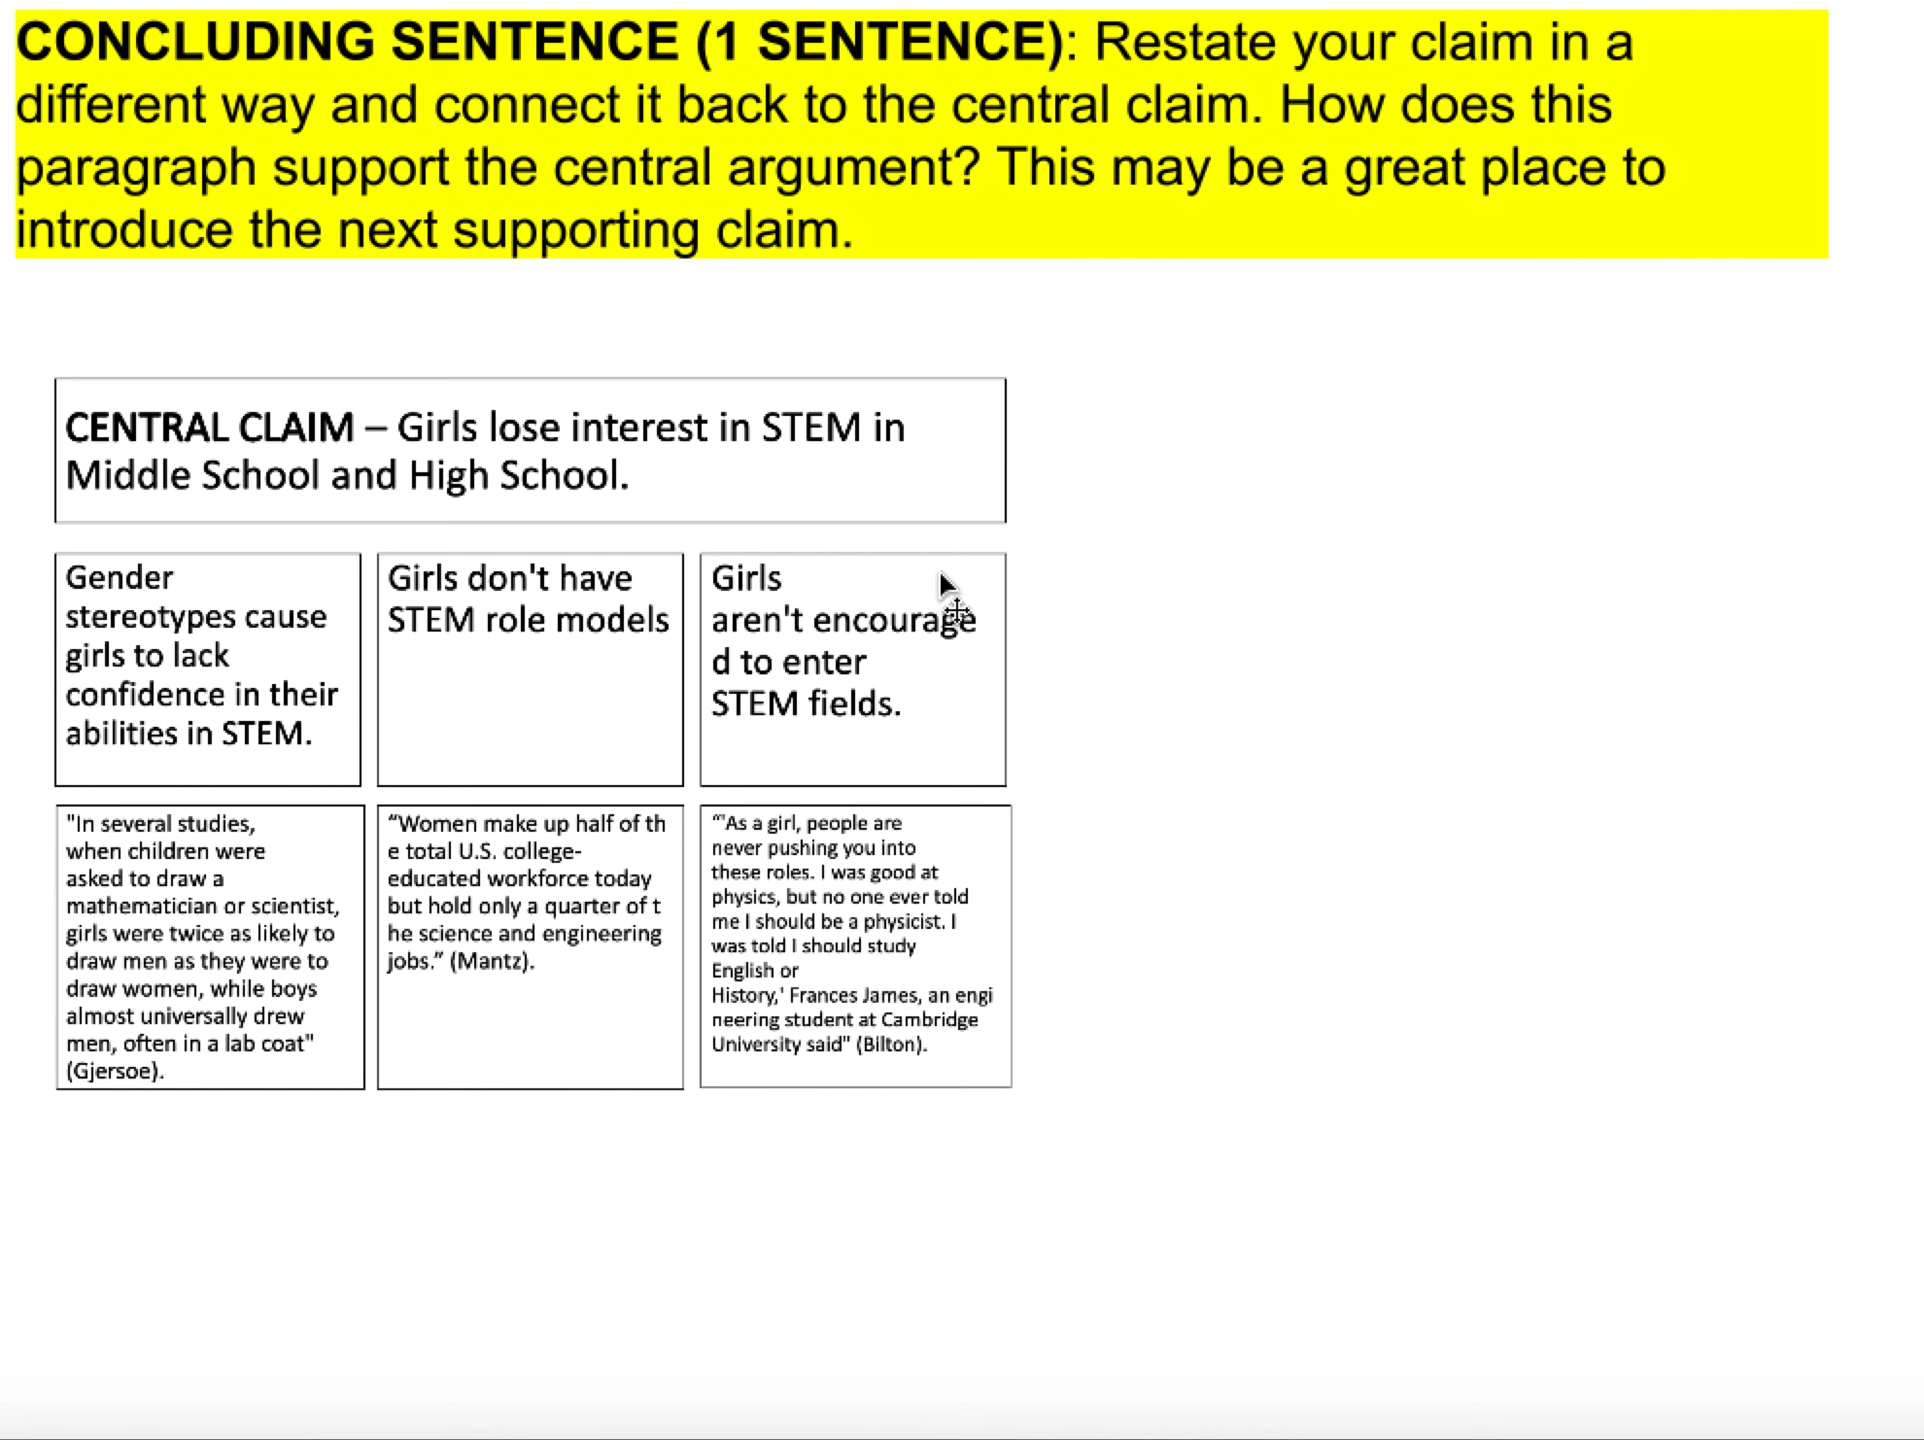 CONCLUDING SENTENCE (1 SENTENCE): Restate your claim in a
different way and connect it back to the central claim. How does this
paragraph support the central argument? This may be a great place to
introduce the next supporting claim.
CENTRAL CLAIM – Girls lose interest in STEM in
Middle School and High School.
Gender
stereotypes cause
girls to lack
confidence in their
abilities in STEM.
Girls don't have
STEM role models
Girls
aren't encourage
d to enter
STEM fields.
"In several studies,
when children were
asked to draw a
mathematician or scientist,
girls were twice as likely to
draw men as they were to
draw women, while boys
almost universally drew
men, often in a lab coat"
(Gjersoe).
“Women make up half of th
e total U.S. college-
educated workforce today
but hold only a quarter of t
he science and engineering
jobs.” (Mantz).
“'As a girl, people are
never pushing you into
these roles. I was good at
physics, but no one ever told
me I should be a physicist. I
was told I should study
English or
History,' Frances James, an engi
neering student at Cambridge
University said" (Bilton).